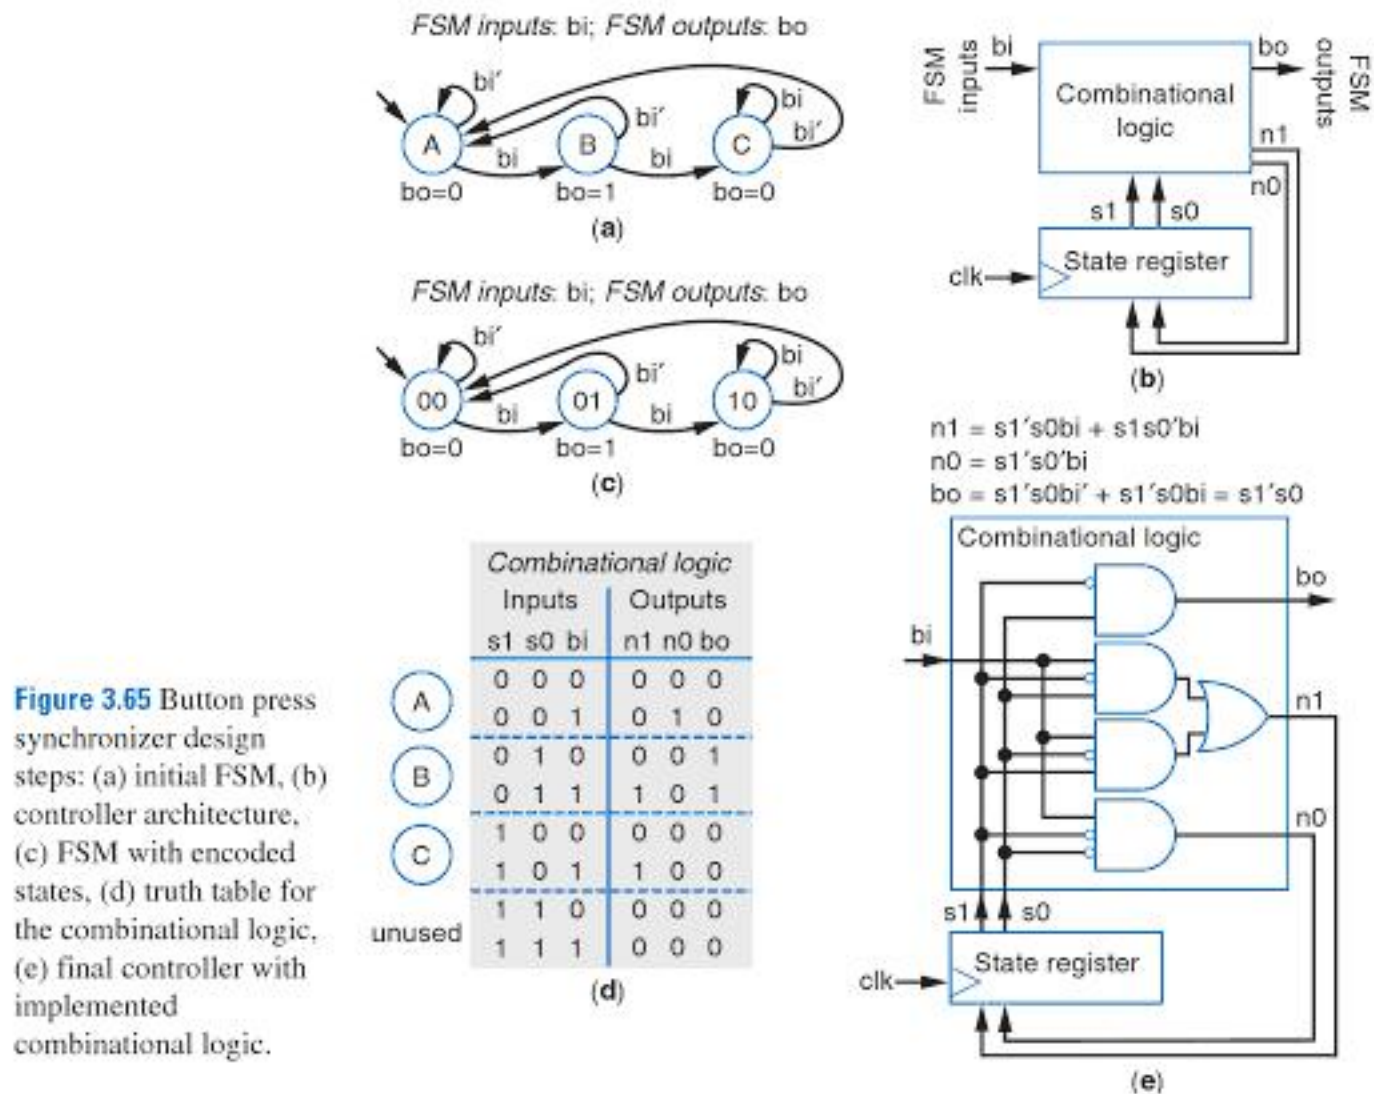 FSM inputs: bi; FSM outputs: bo
bi′
bi′
bi
bi′
A
B
C
bi
bi
bo=0
bo=1
bo=0
(a)
FSM inputs: bi; FSM outputs: bo
bi′
bi′
bi
bi′
00
01
10
bi
bi
bo=0
bo=1
bo=0
(c)
FSM
inputs
bi
bo
FSM
outputs
Combinational
logic
n1
n0
s1
s0
clk
State register
(b)
Combinational logic
Inputs
Outputs
s1 s0 bi
n1 n0 bo
A
0 0 0 0 0 0
0 0 1 0 1 0
B
0 1 0 0 0 1
0 1 1 1 0 1
C
1 0 0 0 0 0
1 0 1 1 0 0
unused
1 1 0 0 0 0
1 1 1 0 0 0
(d)
n1 = s1′s0bi + s1s0′bi
n0 = s1′s0′bi
bo = s1′s0bi′ + s1′s0bi = s1′s0
Combinational logic
bo
bi
n1
n0
s1
s0
clk
State register
(e)
Figure 3.65 Button press
synchronizer design
steps: (a) initial FSM, (b)
controller architecture,
(c) FSM with encoded
states, (d) truth table for
the combinational logic,
(e) final controller with
implemented
combinational logic.